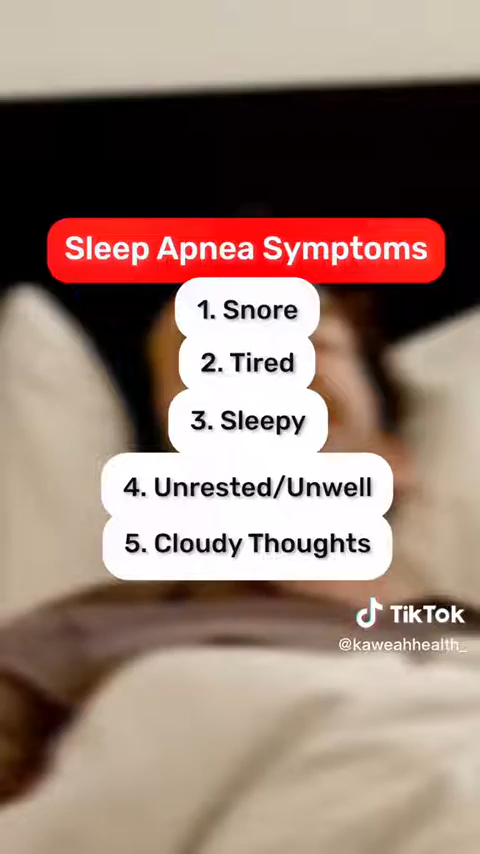 Sleep Apnea Symptoms
1. Snore
2. Tired
3. Sleepy
4. Unrested/Unwell
5. Cloudy Thoughts
TikTok
@kaweahhealth_